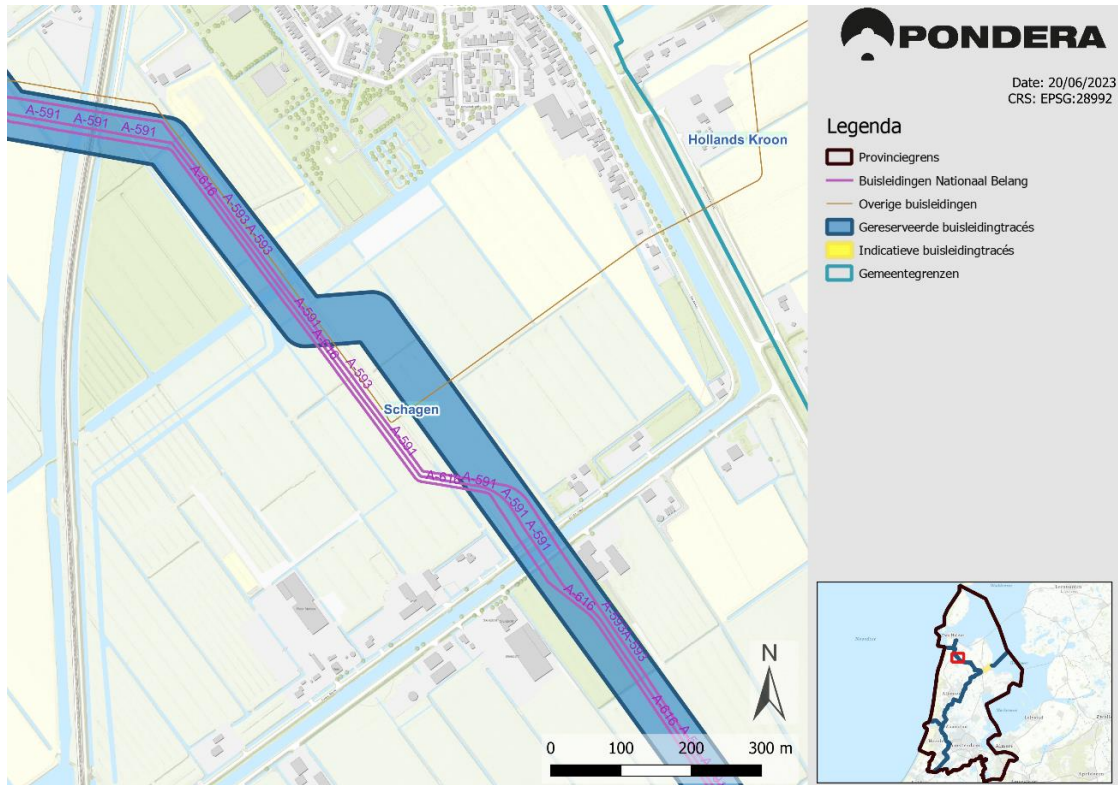 PONDERA
Date: 20/06/2023
CRS: EPSG:28992
Legenda
Provinciegrens
Buisleidingen Nationaal Belang
Overige buisleidingen
Gereserveerde buisleidingtracés
Indicatieve buisleidingtracés
Gemeentegrenzen
Hollands Kroon
A-591
A-591
A-591
A-616
A-593
A-593
A-591
A-616
A-593
Schagen
A-591
A-616
A-591
A-591
A-591
A-616
A-593
A-593
A-616
N
0 100 200 300 m